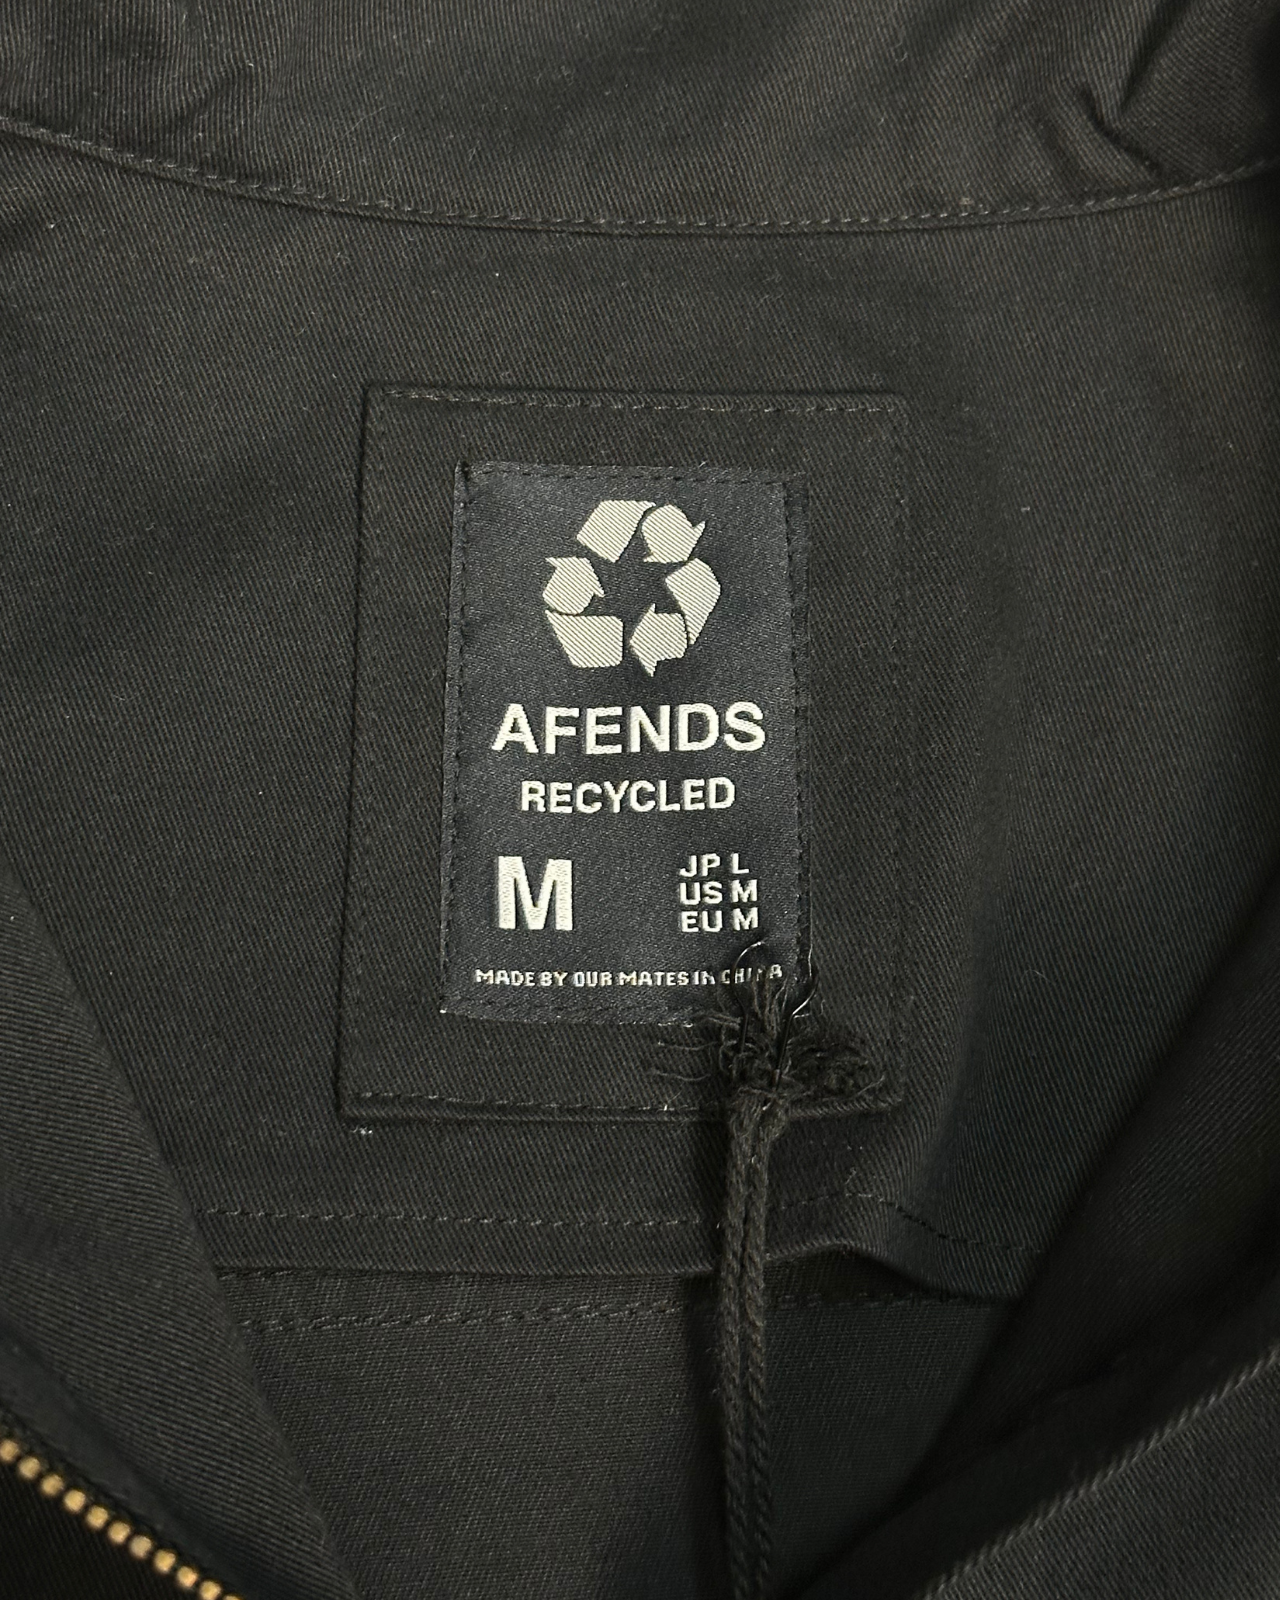 AFENDS
RECYCLED
M
JP L
US M
EU M
MADE BY OUR MATES IN CHINA